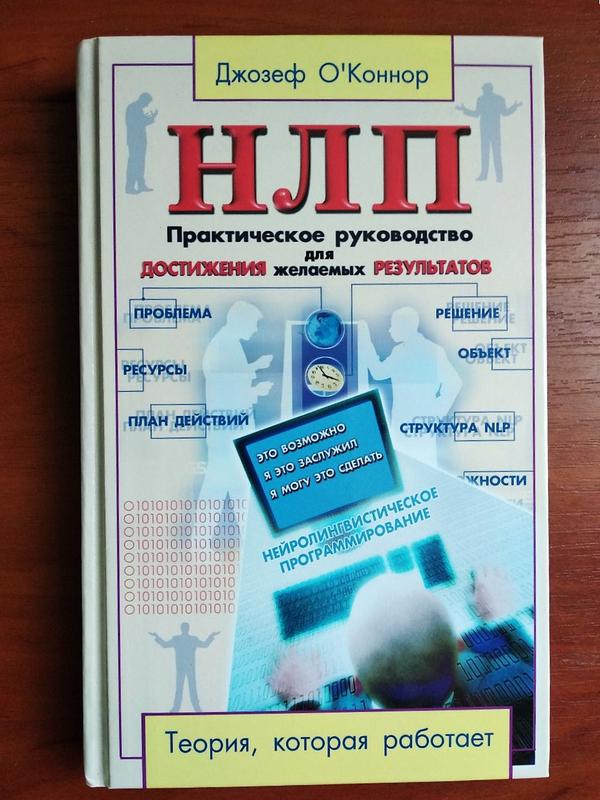 Джозеф О'Коннор
НЛП
Практическое руководство
для
ДОСТИЖЕНИЯ желаемых РЕЗУЛЬТАТОВ
ПРОБЛЕМА
РЕШЕНИЕ
ОБЪЕКТ
РЕСУРСЫ
ПЛАН ДЕЙСТВИЙ
СТРУКТУРА NLP
ЭТО ВОЗМОЖНО
Я ЭТО ЗАСЛУЖИЛ
Я МОГУ ЭТО СДЕЛАТЬ
ЖНОСТИ
НЕЙРОЛИНГВИСТИЧЕСКОЕ
ПРОГРАММИРОВАНИЕ
Теория, которая работает